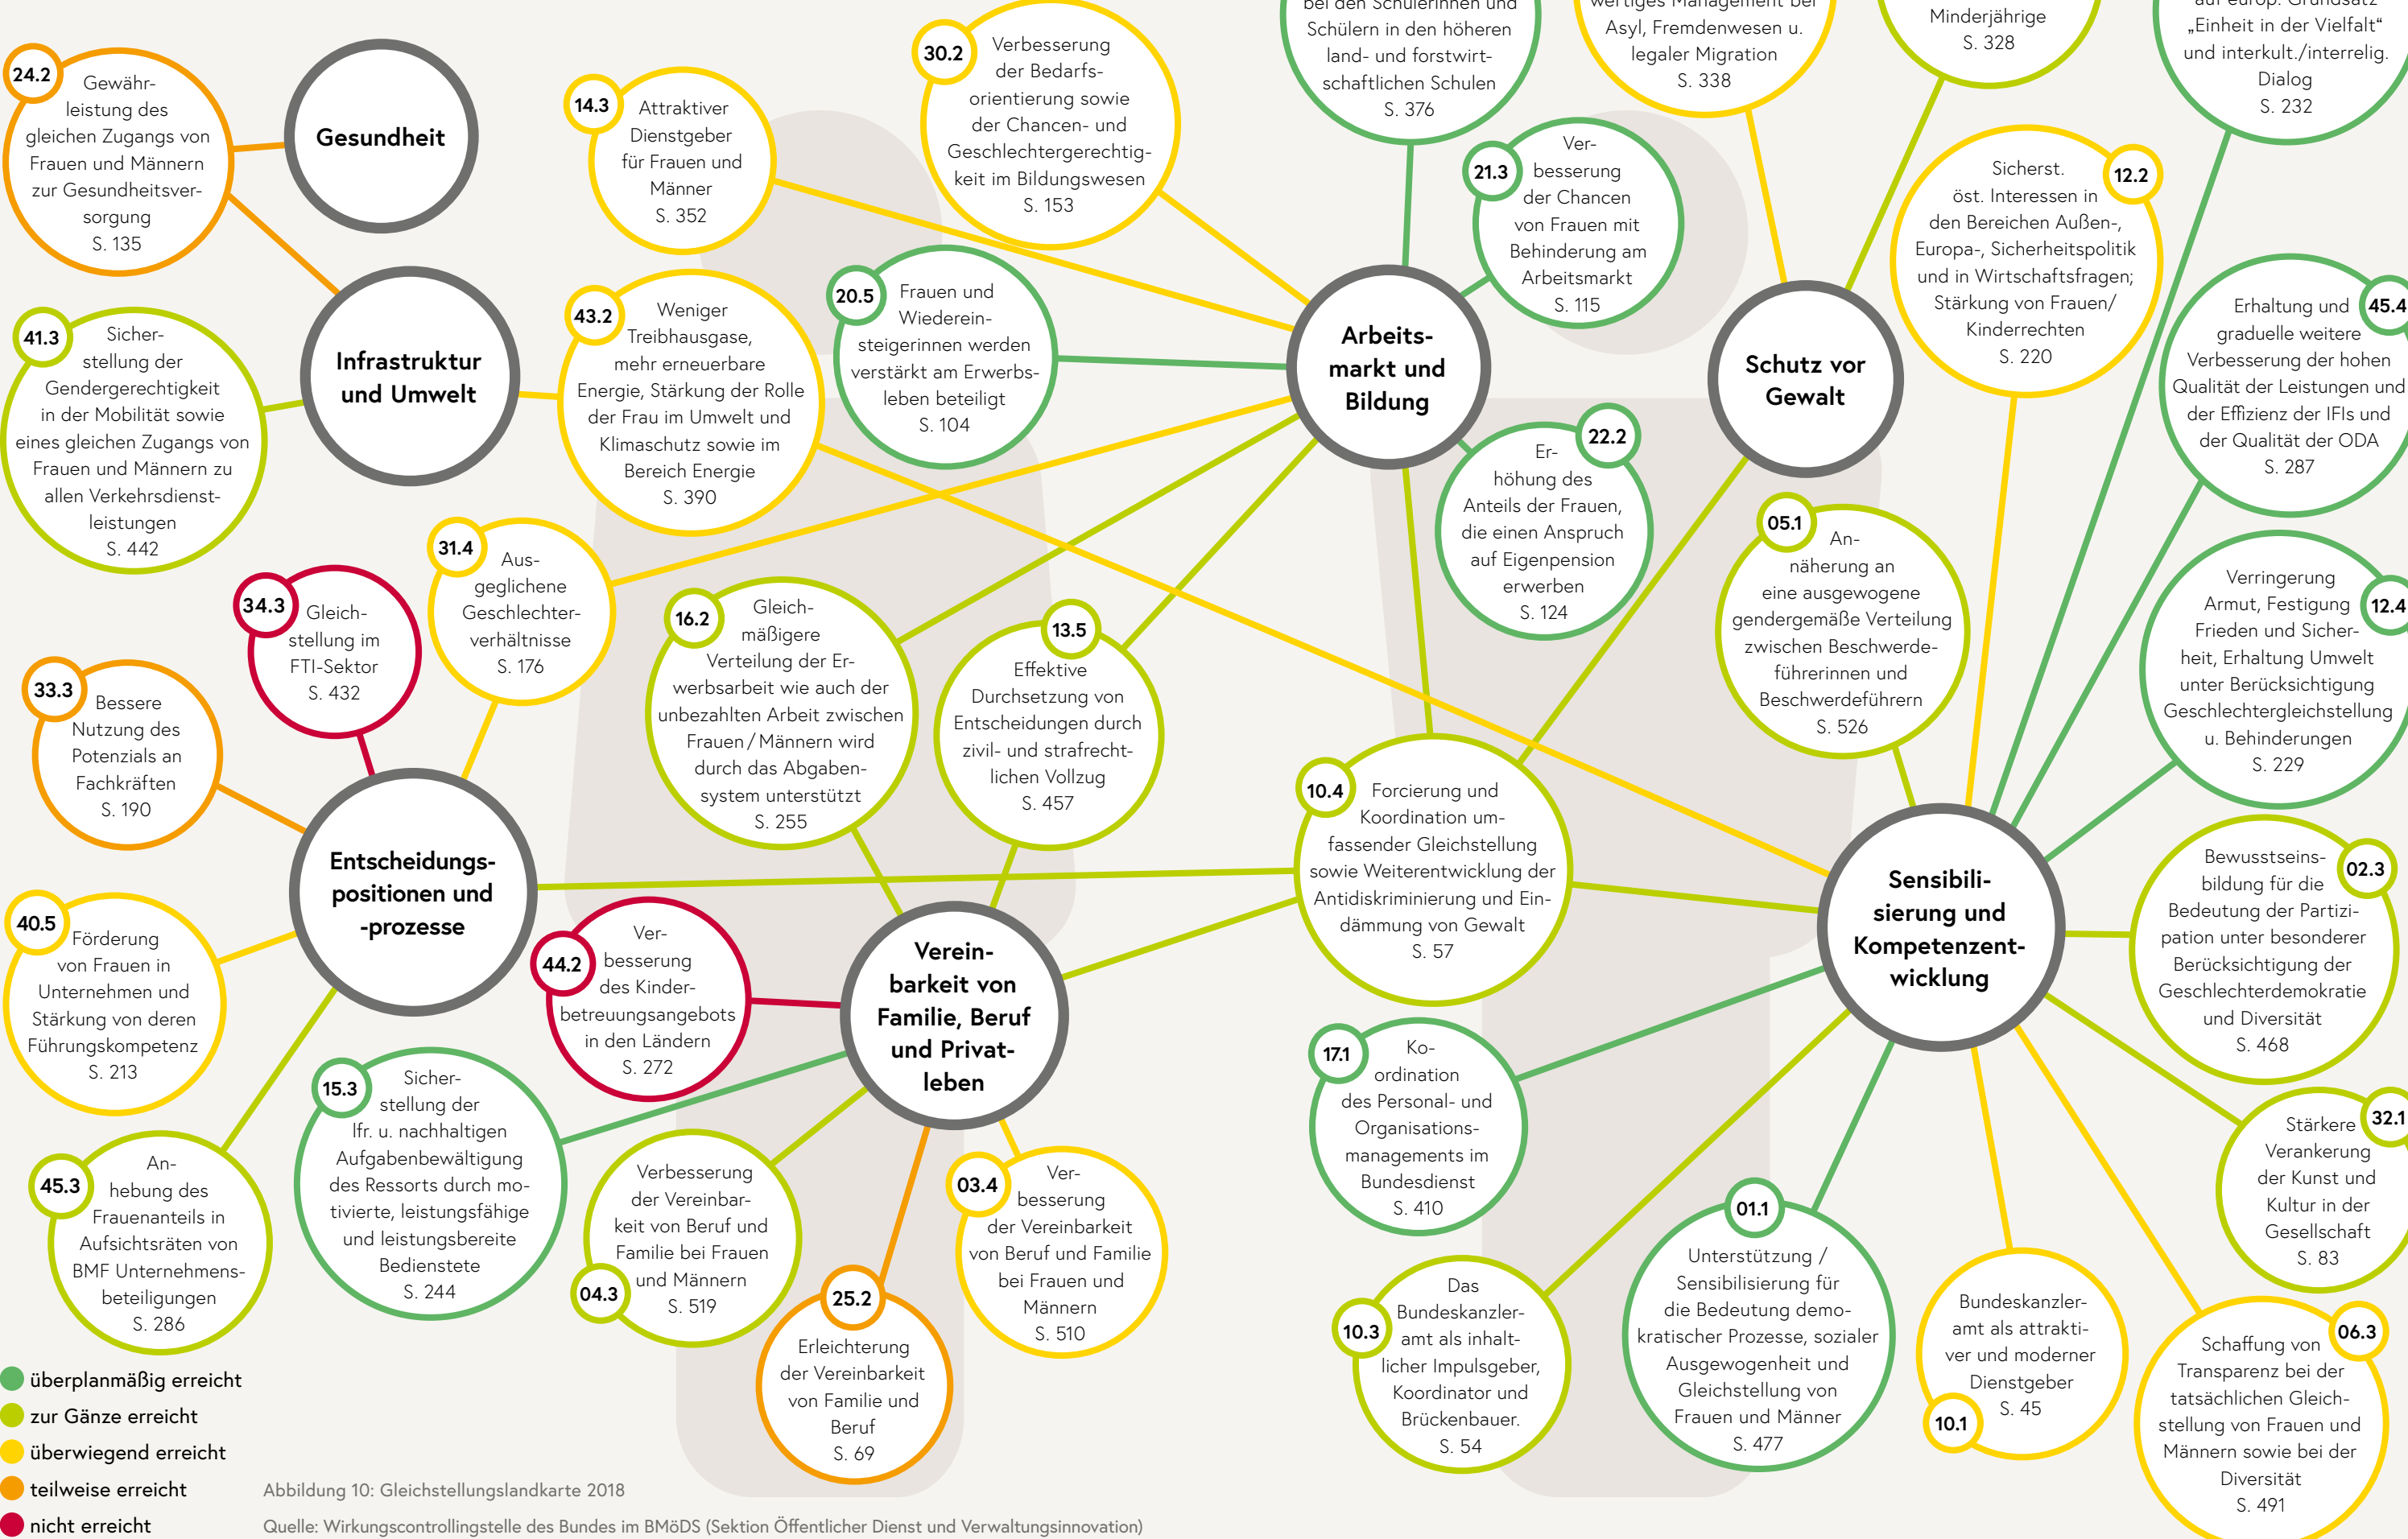 24.2
Gewähr-
leistung des
gleichen Zugangs von
Frauen und Männern
zur Gesundheitsver-
sorgung
S. 135
Gesundheit
14.3
Attraktiver
Dienstgeber
für Frauen und
Männer
S. 352
30.2
Verbesserung
der Bedarfs-
orientierung sowie
der Chancen- und
Geschlechtergerechtig-
keit im Bildungswesen
S. 153
bei den Schülerinnen und
Schülern in den höheren
land- und forstwirt-
schaftlichen Schulen
S. 376
wertiges Management bei
Asyl, Fremdenwesen u.
legaler Migration
S. 338
Minderjährige
S. 328
auf europ. Grundsatz
„Einheit in der Vielfalt“
und interkult./interrelig.
Dialog
S. 232
21.3
Ver-
besserung
der Chancen
von Frauen mit
Behinderung am
Arbeitsmarkt
S. 115
12.2
Sicherst.
öst. Interessen in
den Bereichen Außen-,
Europa-, Sicherheitspolitik
und in Wirtschaftsfragen;
Stärkung von Frauen/
Kinderrechten
S. 220
41.3
Sicher-
stellung der
Gendergerechtigkeit
in der Mobilität sowie
eines gleichen Zugangs von
Frauen und Männern zu
allen Verkehrsdienst-
leistungen
S. 442
Infrastruktur
und Umwelt
43.2
Weniger
Treibhausgase,
mehr erneuerbare
Energie, Stärkung der Rolle
der Frau im Umwelt und
Klimaschutz sowie im
Bereich Energie
S. 390
20.5
Frauen und
Wiederein-
steigerinnen werden
verstärkt am Erwerbs-
leben beteiligt
S. 104
Arbeits-
markt und
Bildung
Schutz vor
Gewalt
45.4
Erhaltung und
graduelle weitere
Verbesserung der hohen
Qualität der Leistungen und
der Effizienz der IFIs und
der Qualität der ODA
S. 287
22.2
Er-
höhung des
Anteils der Frauen,
die einen Anspruch
auf Eigenpension
erwerben
S. 124
05.1
An-
näherung an
eine ausgewogene
gendergemäße Verteilung
zwischen Beschwerde-
führerinnen und
Beschwerdeführern
S. 526
12.4
Verringerung
Armut, Festigung
Frieden und Sicher-
heit, Erhaltung Umwelt
unter Berücksichtigung
Geschlechtergleichstellung
u. Behinderungen
S. 229
34.3
Gleich-
stellung im
FTI-Sektor
S. 432
31.4
Aus-
geglichene
Geschlechter-
verhältnisse
S. 176
16.2
Gleich-
mäßigere
Verteilung der Er-
werbsarbeit wie auch der
unbezahlten Arbeit zwischen
Frauen / Männern wird
durch das Abgaben-
system unterstützt
S. 255
13.5
Effektive
Durchsetzung von
Entscheidungen durch
zivil- und strafrecht-
lichen Vollzug
S. 457
33.3
Bessere
Nutzung des
Potenzials an
Fachkräften
S. 190
Entscheidungs-
positionen und
-prozesse
10.4
Forcierung und
Koordination um-
fassender Gleichstellung
sowie Weiterentwicklung der
Antidiskriminierung und Ein-
dämmung von Gewalt
S. 57
Sensibili-
sierung und
Kompetenzent-
wicklung
02.3
Bewusstseins-
bildung für die
Bedeutung der Partizi-
pation unter besonderer
Berücksichtigung der
Geschlechterdemokratie
und Diversität
S. 468
40.5
Förderung
von Frauen in
Unternehmen und
Stärkung von deren
Führungskompetenz
S. 213
44.2
Ver-
besserung
des Kinder-
betreuungsangebots
in den Ländern
S. 272
Verein-
barkeit von
Familie, Beruf
und Privat-
leben
17.1
Ko-
ordination
des Personal- und
Organisations-
managements im
Bundesdienst
S. 410
32.1
Stärkere
Verankerung
der Kunst und
Kultur in der
Gesellschaft
S. 83
45.3
An-
hebung des
Frauenanteils in
Aufsichtsräten von
BMF Unternehmens-
beteiligungen
S. 286
15.3
Sicher-
stellung der
lfr. u. nachhaltigen
Aufgabenbewältigung
des Ressorts durch mo-
tivierte, leistungsfähige
und leistungsbereite
Bedienstete
S. 244
Verbesserung
der Vereinbar-
keit von Beruf und
Familie bei Frauen
und Männern
04.3
S. 519
03.4
Ver-
besserung
der Vereinbarkeit
von Beruf und Familie
bei Frauen und
Männern
S. 510
25.2
Erleichterung
der Vereinbarkeit
von Familie und
Beruf
S. 69
10.3
Das
Bundeskanzler-
amt als inhalt-
licher Impulsgeber,
Koordinator und
Brückenbauer.
S. 54
01.1
Unterstützung /
Sensibilisierung für
die Bedeutung demo-
kratischer Prozesse, sozialer
Ausgewogenheit und
Gleichstellung von
Frauen und Männer
S. 477
Bundeskanzler-
amt als attrakti-
ver und moderner
Dienstgeber
S. 45
10.1
06.3
Schaffung von
Transparenz bei der
tatsächlichen Gleich-
stellung von Frauen und
Männern sowie bei der
Diversität
S. 491
überplanmäßig erreicht
zur Gänze erreicht
überwiegend erreicht
teilweise erreicht
nicht erreicht
Abbildung 10: Gleichstellungslandkarte 2018
Quelle: Wirkungscontrollingstelle des Bundes im BMöDS (Sektion Öffentlicher Dienst und Verwaltungsinnovation)